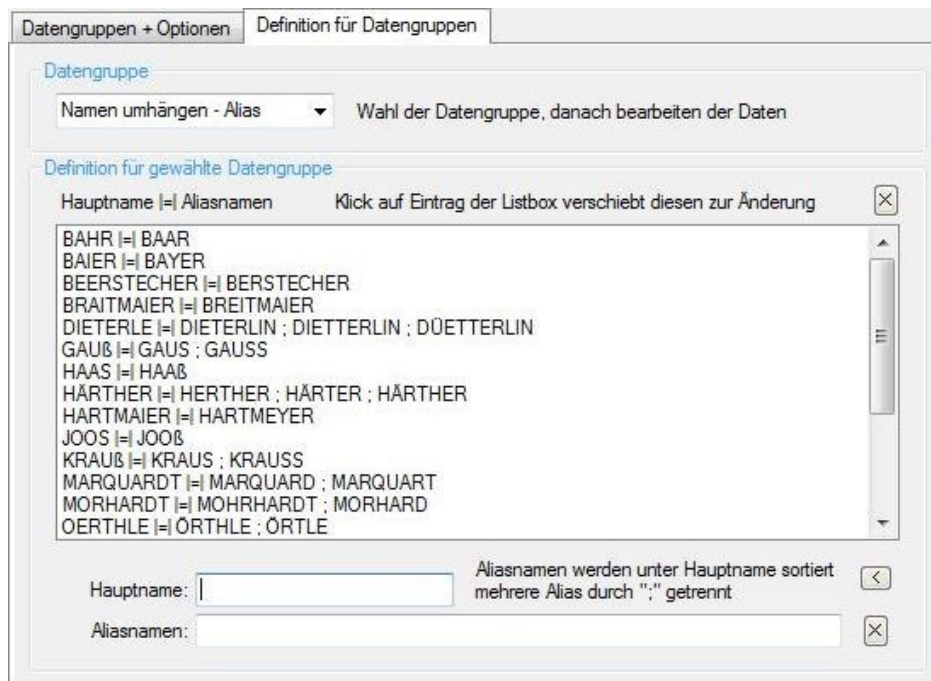 Datengruppen + Optionen Definition für Datengruppen
Datengruppe
Namen umhängen - Alias Wahl der Datengruppe, danach bearbeiten der Daten
Definition für gewählte Datengruppe
Hauptname |=| Aliasnamen Klick auf Eintrag der Listbox verschiebt diesen zur Änderung
BAHR |=| BAAR
BAIER |=| BAYER
BEERSTECHER |=| BERSTECHER
BRAITMAIER |=| BREITMAIER
DIETERLE |=| DIETERLIN ; DIETTERLIN ; DÜETTERLIN
GAUß |=| GAUS ; GAUSS
HAAS |=| HAAß
HÄRTHER |=| HERTHER ; HÄRTER ; HÄRTHER
HARTMAIER |=| HARTMEYER
JOOS |=| JOOß
KRAUß |=| KRAUS ; KRAUSS
MARQUARDT |=| MARQUARD ; MARQUART
MORHARDT |=| MOHRHARDT ; MORHARD
OERTHLE |=| ÖRTHLE ; ÖRTLE
Aliasnamen werden unter Hauptname sortiert
Hauptname: mehrere Alias durch ";" getrennt <
Aliasnamen: